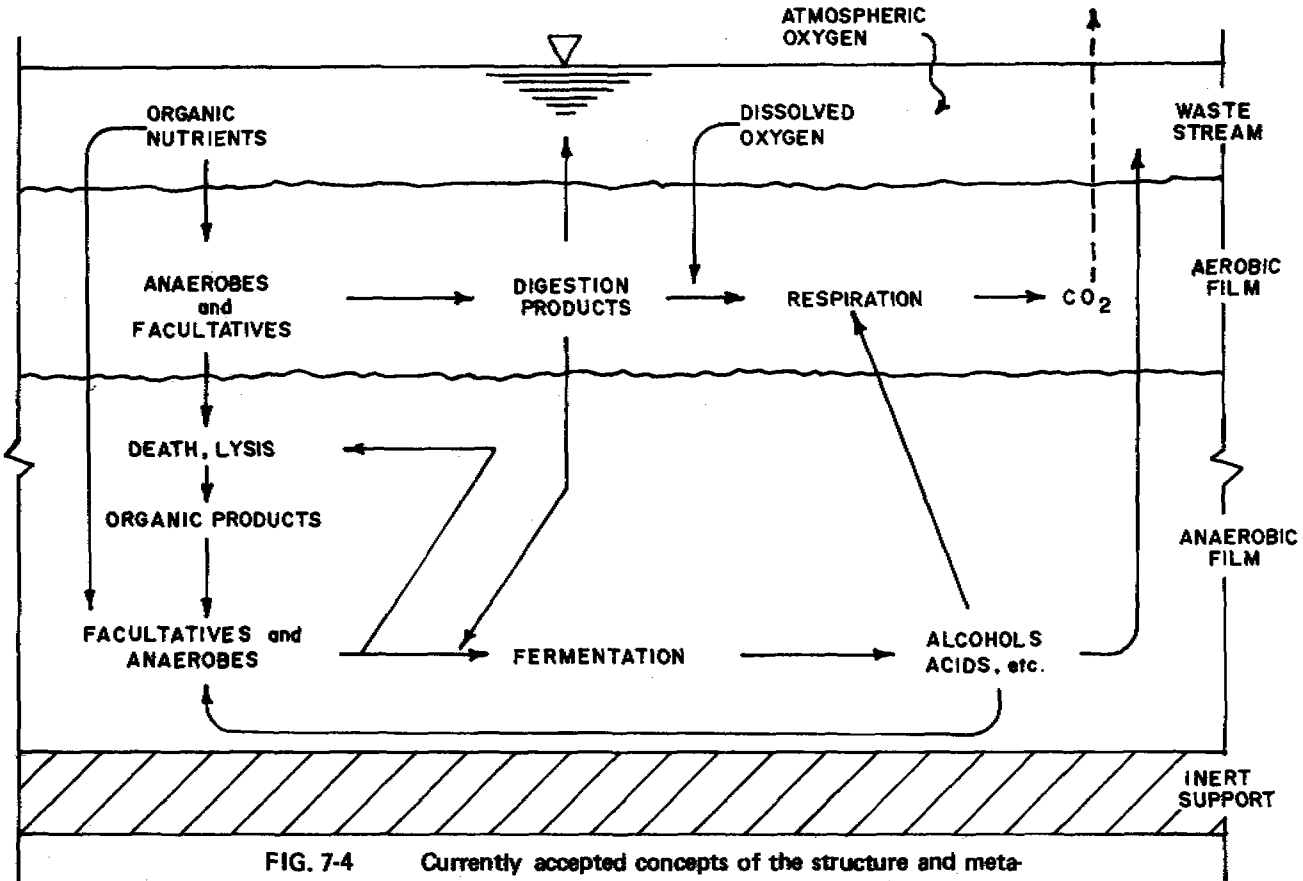 ATMOSPHERIC
OXYGEN
ORGANIC
NUTRIENTS
DISSOLVED
OXYGEN
WASTE
STREAM
ANAEROBES
and
FACULTATIVES
DIGESTION
PRODUCTS
RESPIRATION
CO2
AEROBIC
FILM
DEATH, LYSIS
ORGANIC PRODUCTS
ANAEROBIC
FILM
FACULTATIVES and
ANAEROBES
FERMENTATION
ALCOHOLS
ACIDS, etc.
INERT
SUPPORT
FIG. 7-4 Currently accepted concepts of the structure and meta-